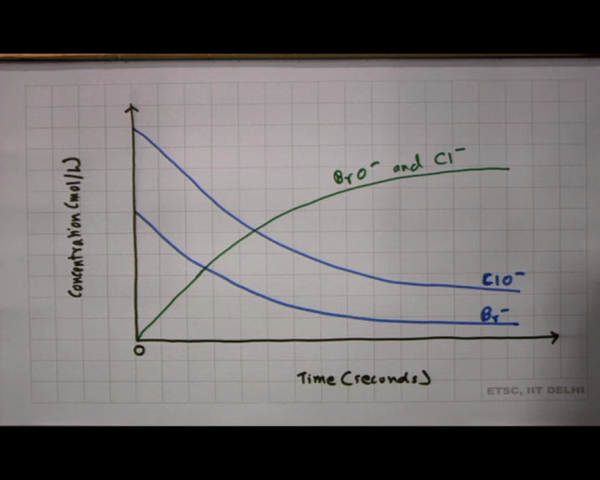 Concentration (mol/L)
BrO⁻ and Cl⁻
ClO⁻
Br⁻
0
Time (seconds)
ETSC, IIT DELHI